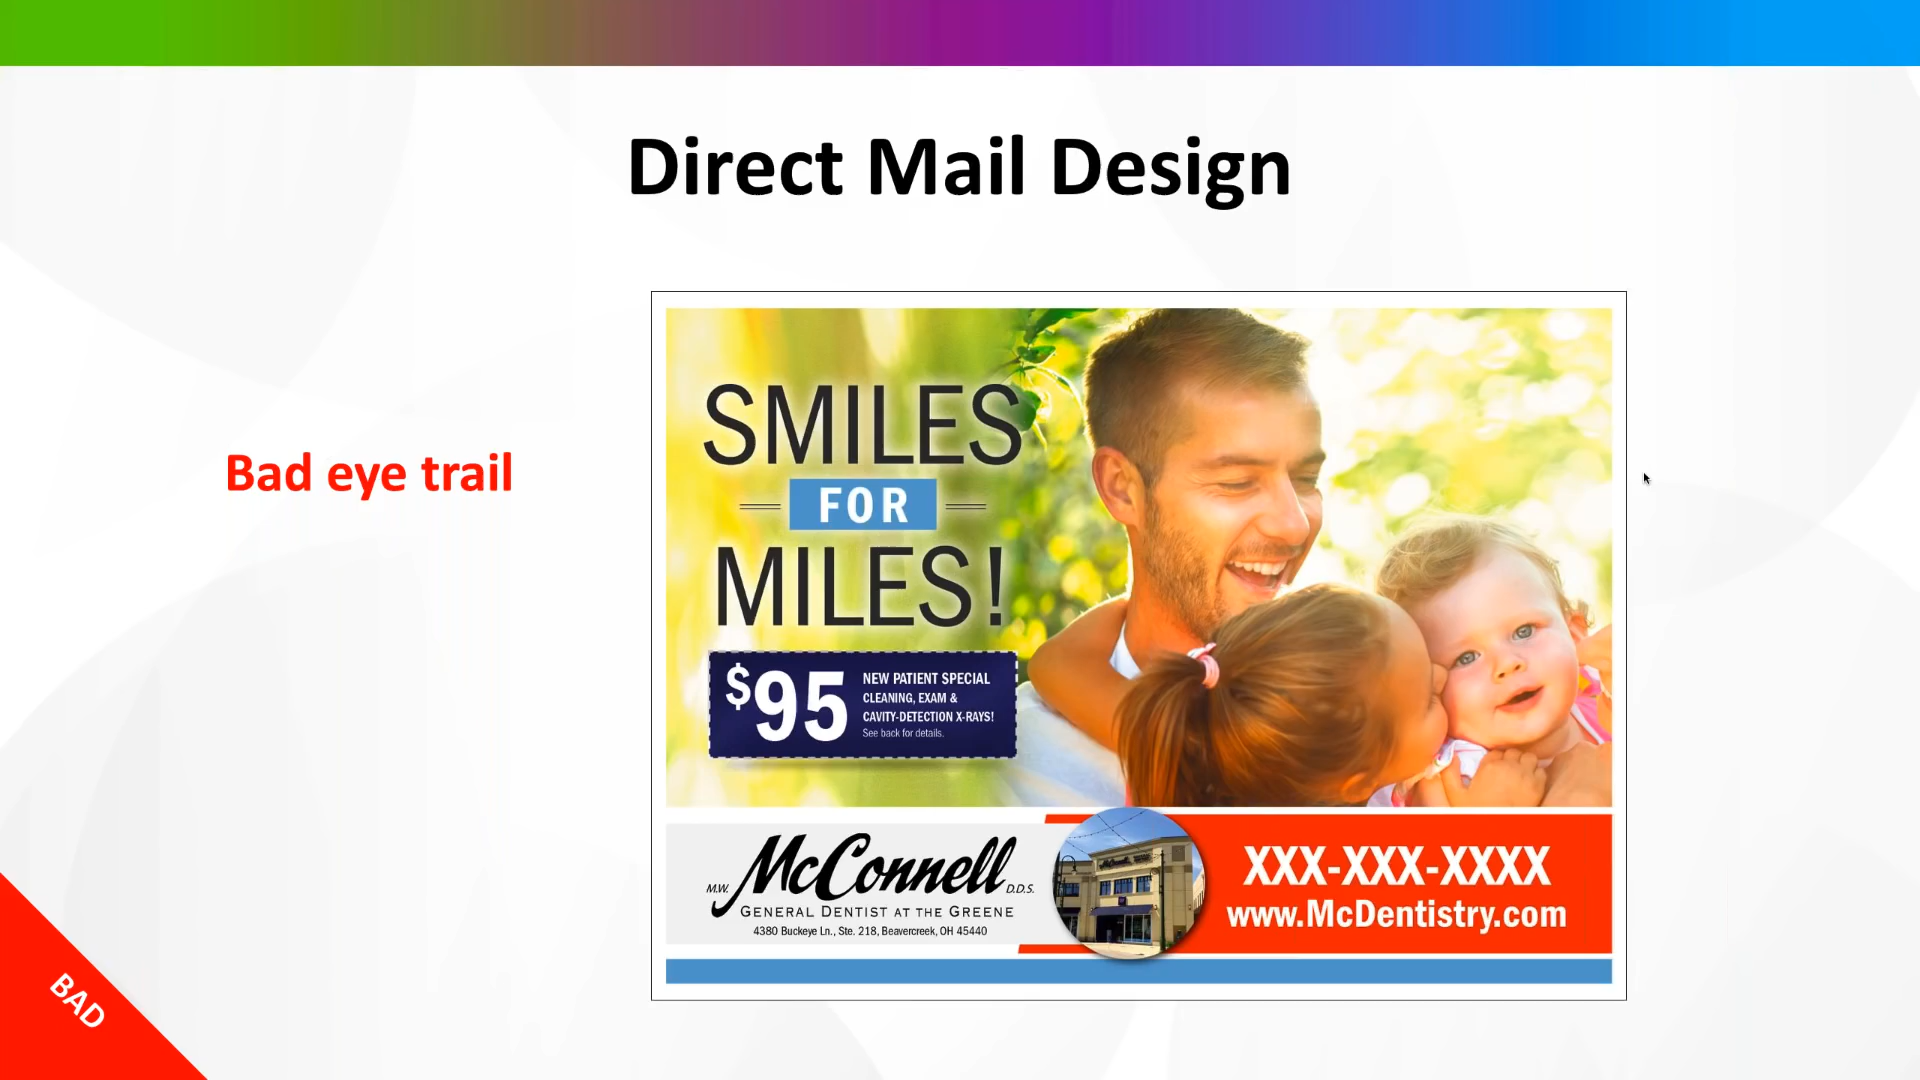 Direct Mail Design
Bad eye trail
SMILES
FOR
MILES!
$95
NEW PATIENT SPECIAL
CLEANING, EXAM &
CAVITY-DETECTION X-RAYS!
See back for details.
M.W. McConnell D.D.S.
GENERAL DENTIST AT THE GREENE
4380 Buckeye Ln., Ste. 218, Beavercreek, OH 45440
XXX-XXX-XXXX
www.McDentistry.com
BAD